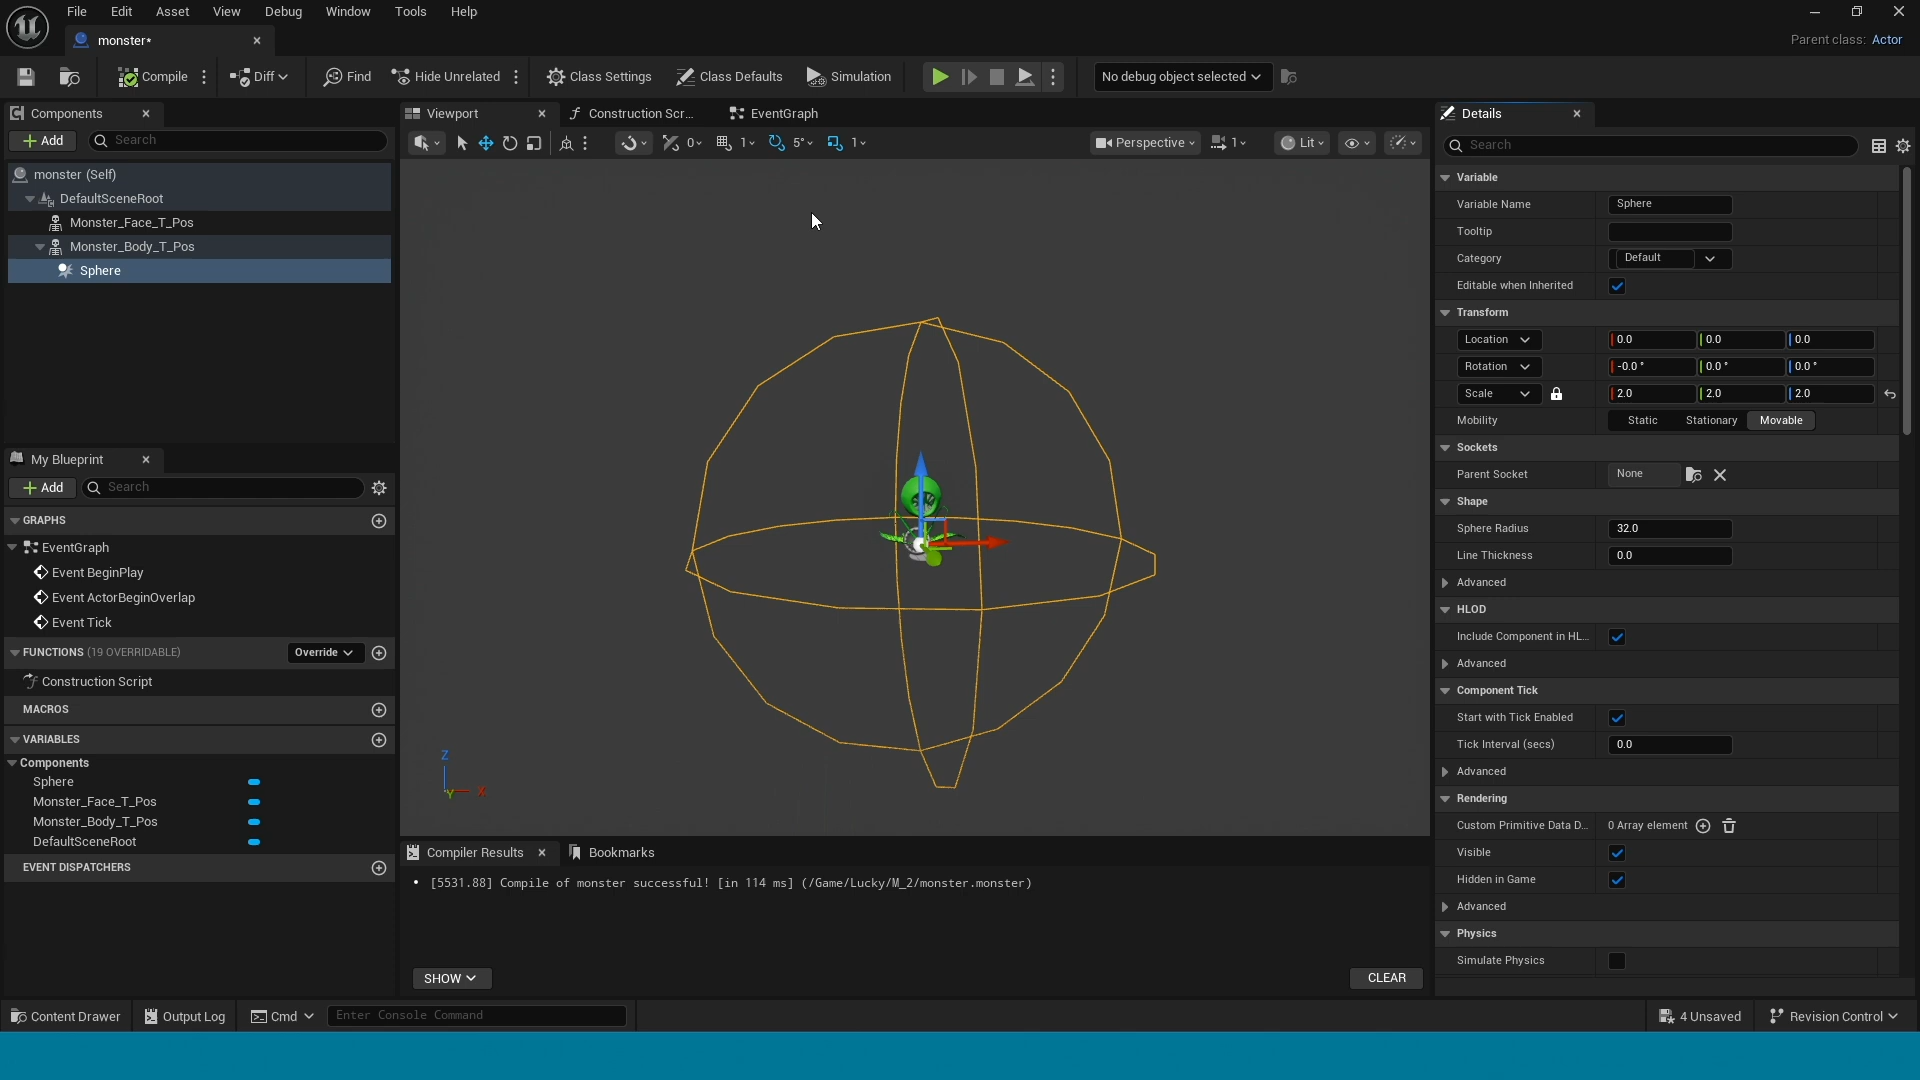 File Edit Asset View Debug Window Tools Help
monster*
Parent class: Actor
Compile Diff Find Hide Unrelated Class Settings Class Defaults Simulation No debug object selected
Components
Add Search
monster (Self)
DefaultSceneRoot
Monster_Face_T_Pos
Monster_Body_T_Pos
Sphere
My Blueprint
Add Search
GRAPHS
EventGraph
Event BeginPlay
Event ActorBeginOverlap
Event Tick
FUNCTIONS (19 OVERRIDABLE) Override
Construction Script
MACROS
VARIABLES
Components
Sphere
Monster_Face_T_Pos
Monster_Body_T_Pos
DefaultSceneRoot
EVENT DISPATCHERS
Viewport Construction Scr... EventGraph
0 1 5° 1 Perspective 1 Lit
Z
Y X
Compiler Results Bookmarks
• [5531.88] Compile of monster successful! [in 114 ms] (/Game/Lucky/M_2/monster.monster)
SHOW CLEAR
Details
Search
Variable
Variable Name Sphere
Tooltip
Category Default
Editable when Inherited
Transform
Location 0.0 0.0 0.0
Rotation -0.0 ° 0.0 ° 0.0 °
Scale 2.0 2.0 2.0
Mobility Static Stationary Movable
Sockets
Parent Socket None
Shape
Sphere Radius 32.0
Line Thickness 0.0
Advanced
HLOD
Include Component in HL...
Advanced
Component Tick
Start with Tick Enabled
Tick Interval (secs) 0.0
Advanced
Rendering
Custom Primitive Data D... 0 Array element
Visible
Hidden in Game
Advanced
Physics
Simulate Physics
Content Drawer Output Log Cmd Enter Console Command 4 Unsaved Revision Control